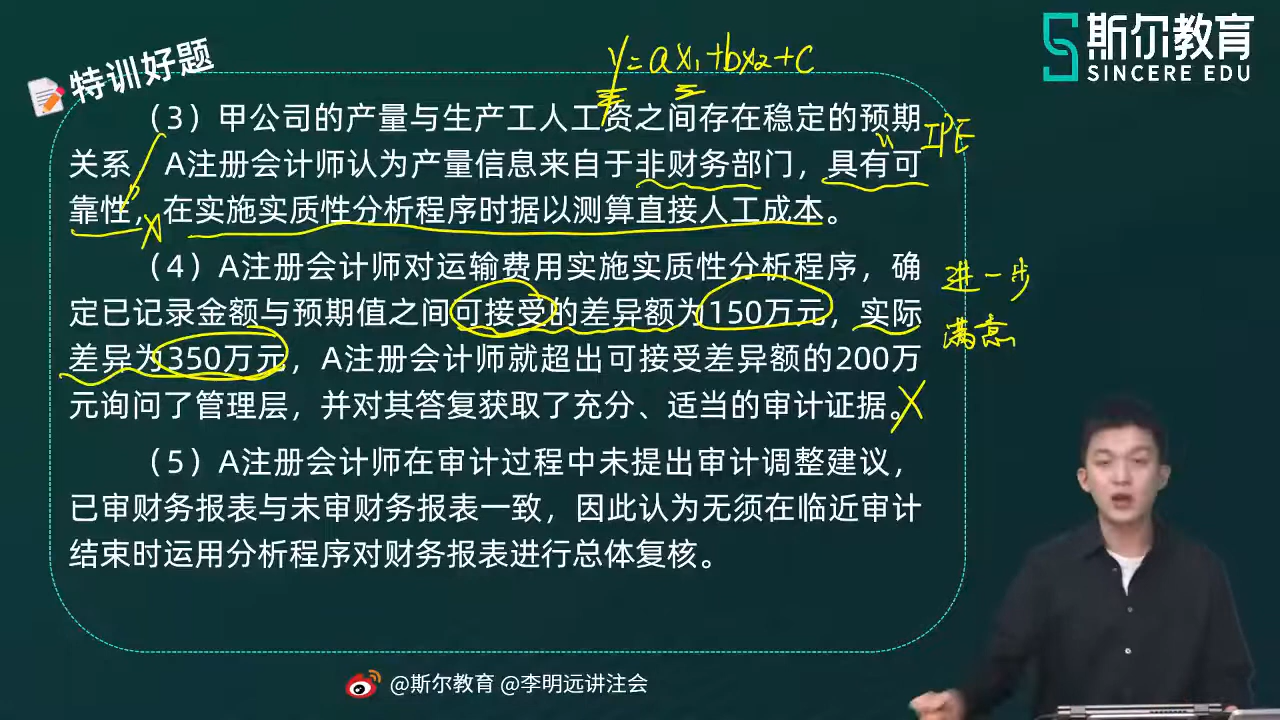 特训好题
y=ax₁+bx₂+c
斯尔教育
SINCERE EDU
（3）甲公司的产量与生产工人工资之间存在稳定的预期
IPE
关系，A注册会计师认为产量信息来自于非财务部门，具有可
靠性，在实施实质性分析程序时据以测算直接人工成本。
X
（4）A注册会计师对运输费用实施实质性分析程序，确
进一步
定已记录金额与预期值之间可接受的差异额为150万元，实际
满意
差异为350万元，A注册会计师就超出可接受差异额的200万
元询问了管理层，并对其答复获取了充分、适当的审计证据。
X
（5）A注册会计师在审计过程中未提出审计调整建议，
已审财务报表与未审财务报表一致，因此认为无须在临近审计
结束时运用分析程序对财务报表进行总体复核。
@斯尔教育 @李明远讲注会